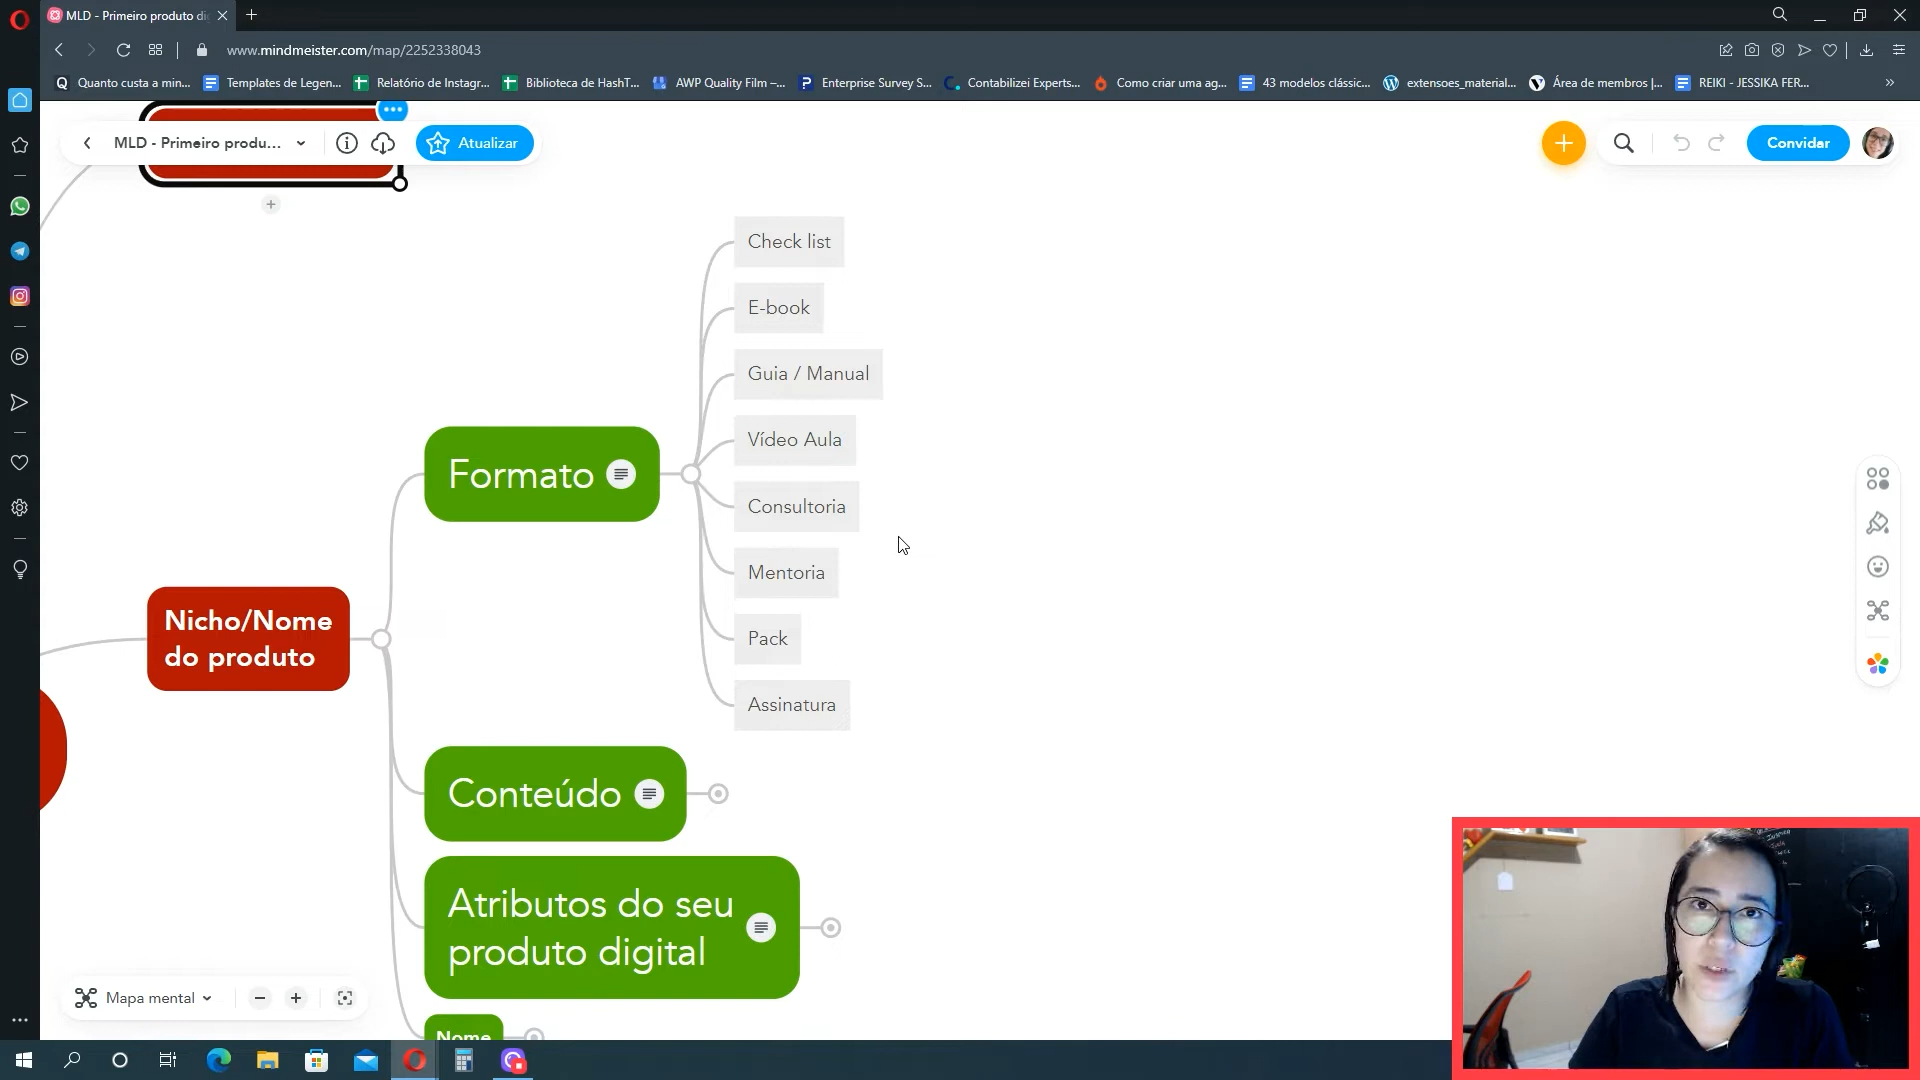 MLD - Primeiro produto di
www.mindmeister.com/map/2252338043
Quanto custa a min...
Templates de Legen...
Relatório de Instagr...
Biblioteca de HashT...
AWP Quality Film –...
Enterprise Survey S...
Contabilizei Experts...
Como criar uma ag...
43 modelos clássic...
extensoes_material...
Área de membros |...
REIKI - JESSIKA FER...
MLD - Primeiro produ...
Atualizar
Convidar
Check list
E-book
Guia / Manual
Vídeo Aula
Formato
Consultoria
Mentoria
Nicho/Nome
do produto
Pack
Assinatura
Conteúdo
Atributos do seu
produto digital
Mapa mental
Nome